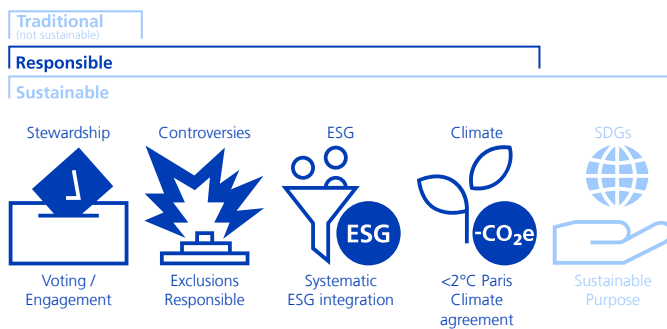 Traditional
(not sustainable)
Responsible
Sustainable
Stewardship
Controversies
ESG
Climate
SDGs
ESG
-CO₂e
Voting /
Engagement
Exclusions
Responsible
Systematic
ESG integration
<2°C Paris
Climate
agreement
Sustainable
Purpose